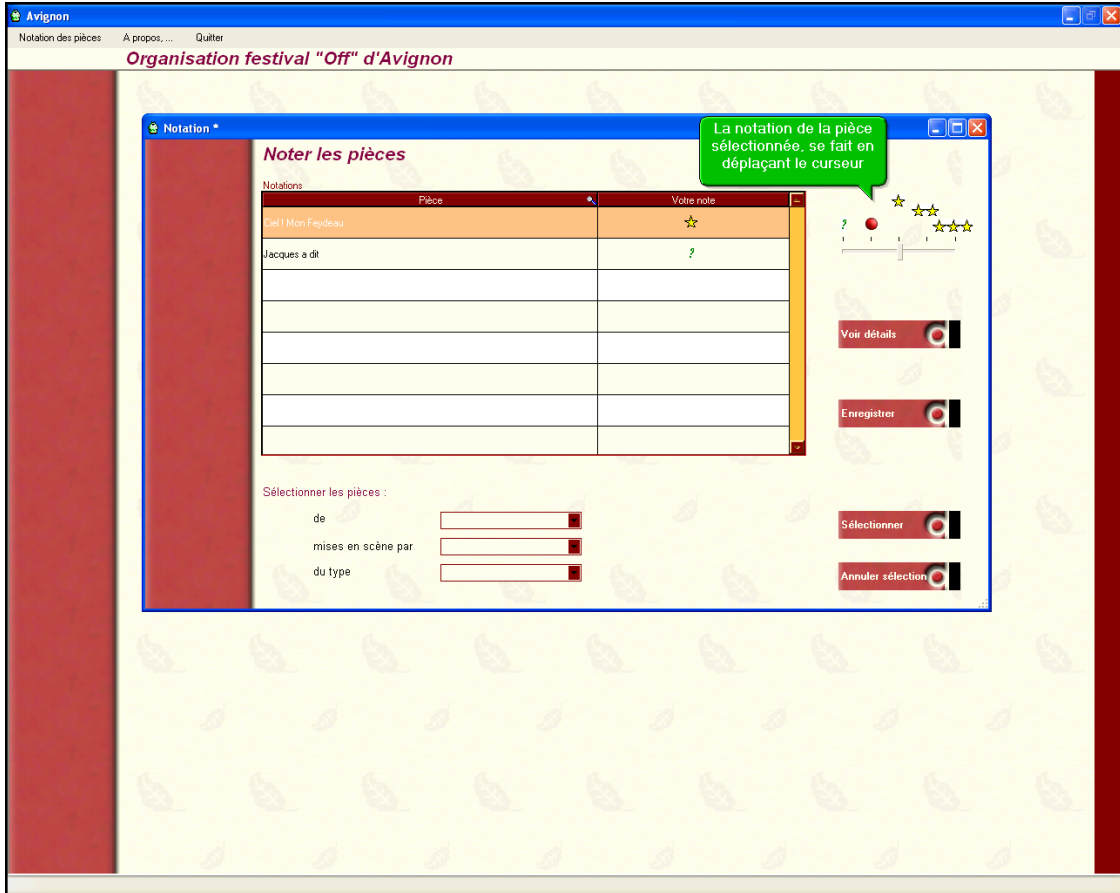 Avignon
Notation des pièces A propos, ... Quitter
Organisation festival "Off" d'Avignon
Notation *
La notation de la pièce
sélectionnée, se fait en
déplaçant le curseur
Noter les pièces
Notations
Pièce Votre note
Ciel ! Mon Feydeau
?
Jacques a dit ?
Voir détails
Enregistrer
Sélectionner les pièces :
de
Sélectionner
mises en scène par
du type
Annuler sélection